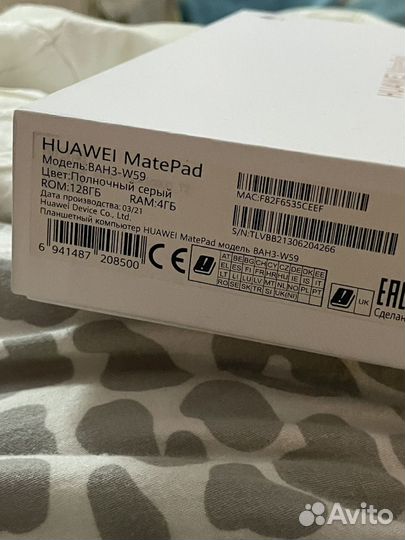 HUAWEI MatePad
Модель:BAH3-W59
Цвет:Полночный серый
ROM:128ГБ RAM:4ГБ
Дата производства: 03/21
Huawei Device Co., Ltd.
Планшетный компьютер HUAWEI MatePad модель BAH3-W59
6 941487 208500
MAC:F82F6535CEEF
S/N:TLVBB21306204266
AT BE BG CH CY CZ DE DK EE
EL ES FI FR HR HU IE IS IT
LT LI LU LV MT NL NO PL PT
RO SE SK TR SI UK(NI)
UK
EAC
Сделан
HUAWEI MatePad
Avito